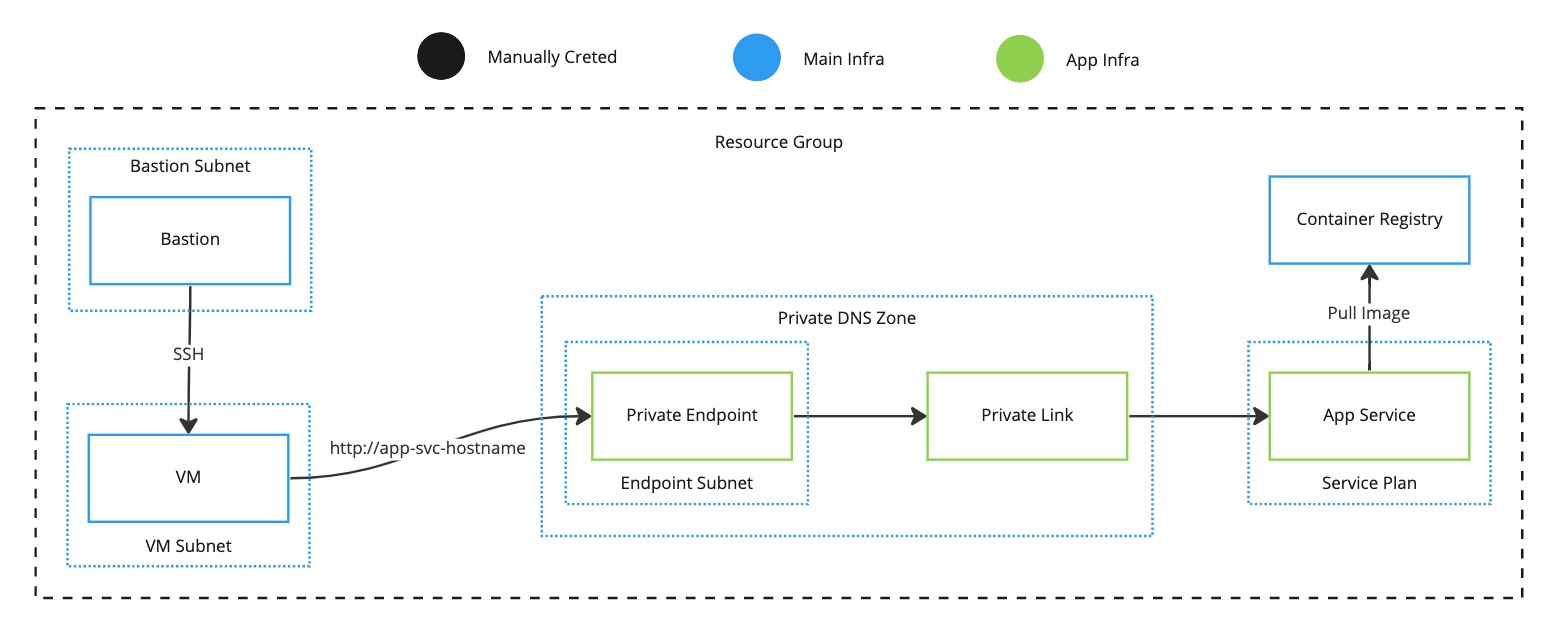 Manually Creted
Main Infra
App Infra
Resource Group
Bastion Subnet
Bastion
SSH
VM
VM Subnet
http://app-svc-hostname
Private DNS Zone
Private Endpoint
Endpoint Subnet
Private Link
Container Registry
Pull Image
App Service
Service Plan